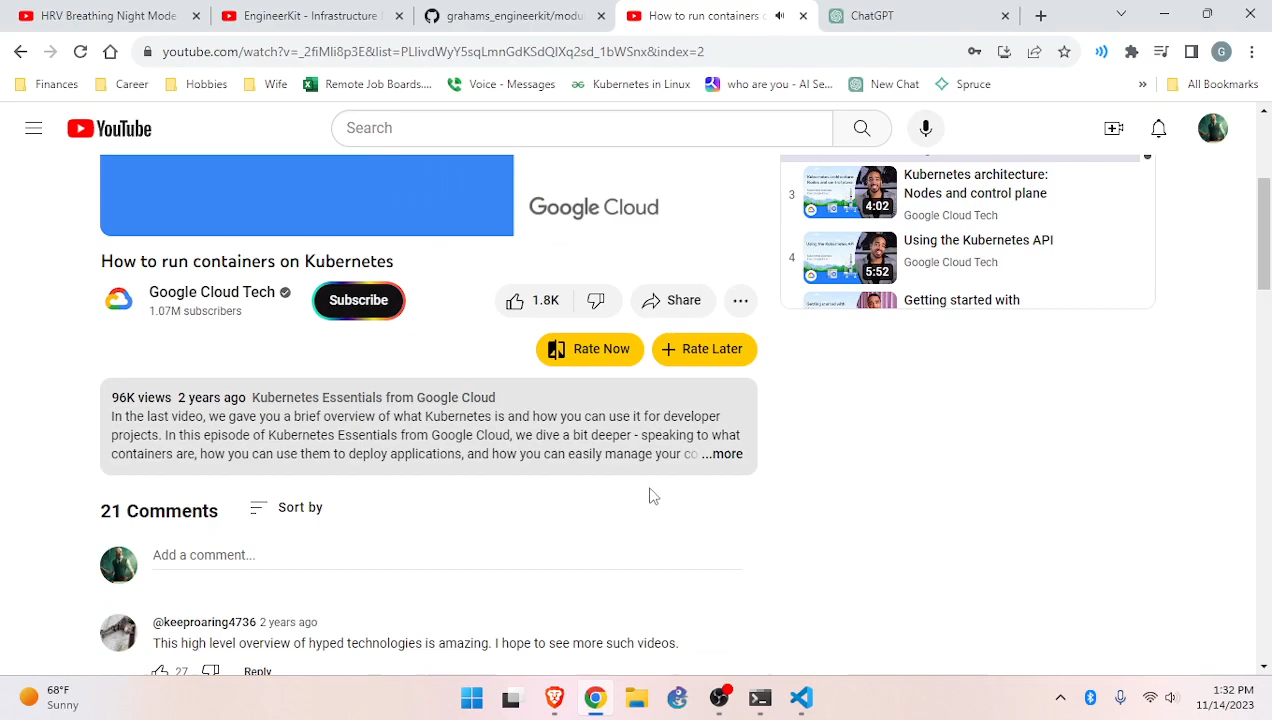 HRV Breathing Night Mode
EngineerKit - Infrastructure
grahams_engineerkit/modu
How to run containers o
ChatGPT
youtube.com/watch?v=_2fiMIi8p3E&list=PLIivdWyY5sqLmnGdKSdQIXq2sd_1bWSnx&index=2
G
Finances
Career
Hobbies
Wife
Remote Job Boards....
Voice - Messages
Kubernetes in Linux
who are you - AI Se...
New Chat
Spruce
»
All Bookmarks
YouTube
Search
Google Cloud
3
4:02
Kubernetes architecture:
Nodes and control plane
Google Cloud Tech
4
5:52
Using the Kubernetes API
Google Cloud Tech
Getting started with
How to run containers on Kubernetes
Google Cloud Tech
1.07M subscribers
Subscribe
1.8K
Share
Rate Now
Rate Later
96K views 2 years ago Kubernetes Essentials from Google Cloud
In the last video, we gave you a brief overview of what Kubernetes is and how you can use it for developer
projects. In this episode of Kubernetes Essentials from Google Cloud, we dive a bit deeper - speaking to what
containers are, how you can use them to deploy applications, and how you can easily manage your co ...more
21 Comments
Sort by
Add a comment...
@keeproaring4736 2 years ago
This high level overview of hyped technologies is amazing. I hope to see more such videos.
27
Reply
68°F
Sunny
1:32 PM
11/14/2023